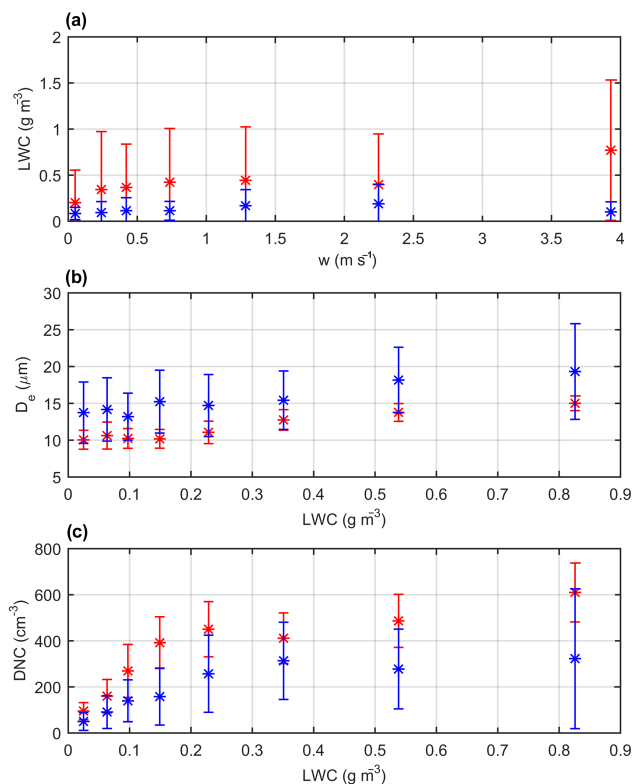 (a)
2
1.5
1
0.5
0
LWC (g m⁻³)
0 0.5 1 1.5 2 2.5 3 3.5 4
w (m s⁻¹)
(b)
30
25
20
15
10
5
Dₑ (μm)
0 0.1 0.2 0.3 0.4 0.5 0.6 0.7 0.8 0.9
LWC (g m⁻³)
(c)
800
600
400
200
0
DNC (cm⁻³)
0 0.1 0.2 0.3 0.4 0.5 0.6 0.7 0.8 0.9
LWC (g m⁻³)